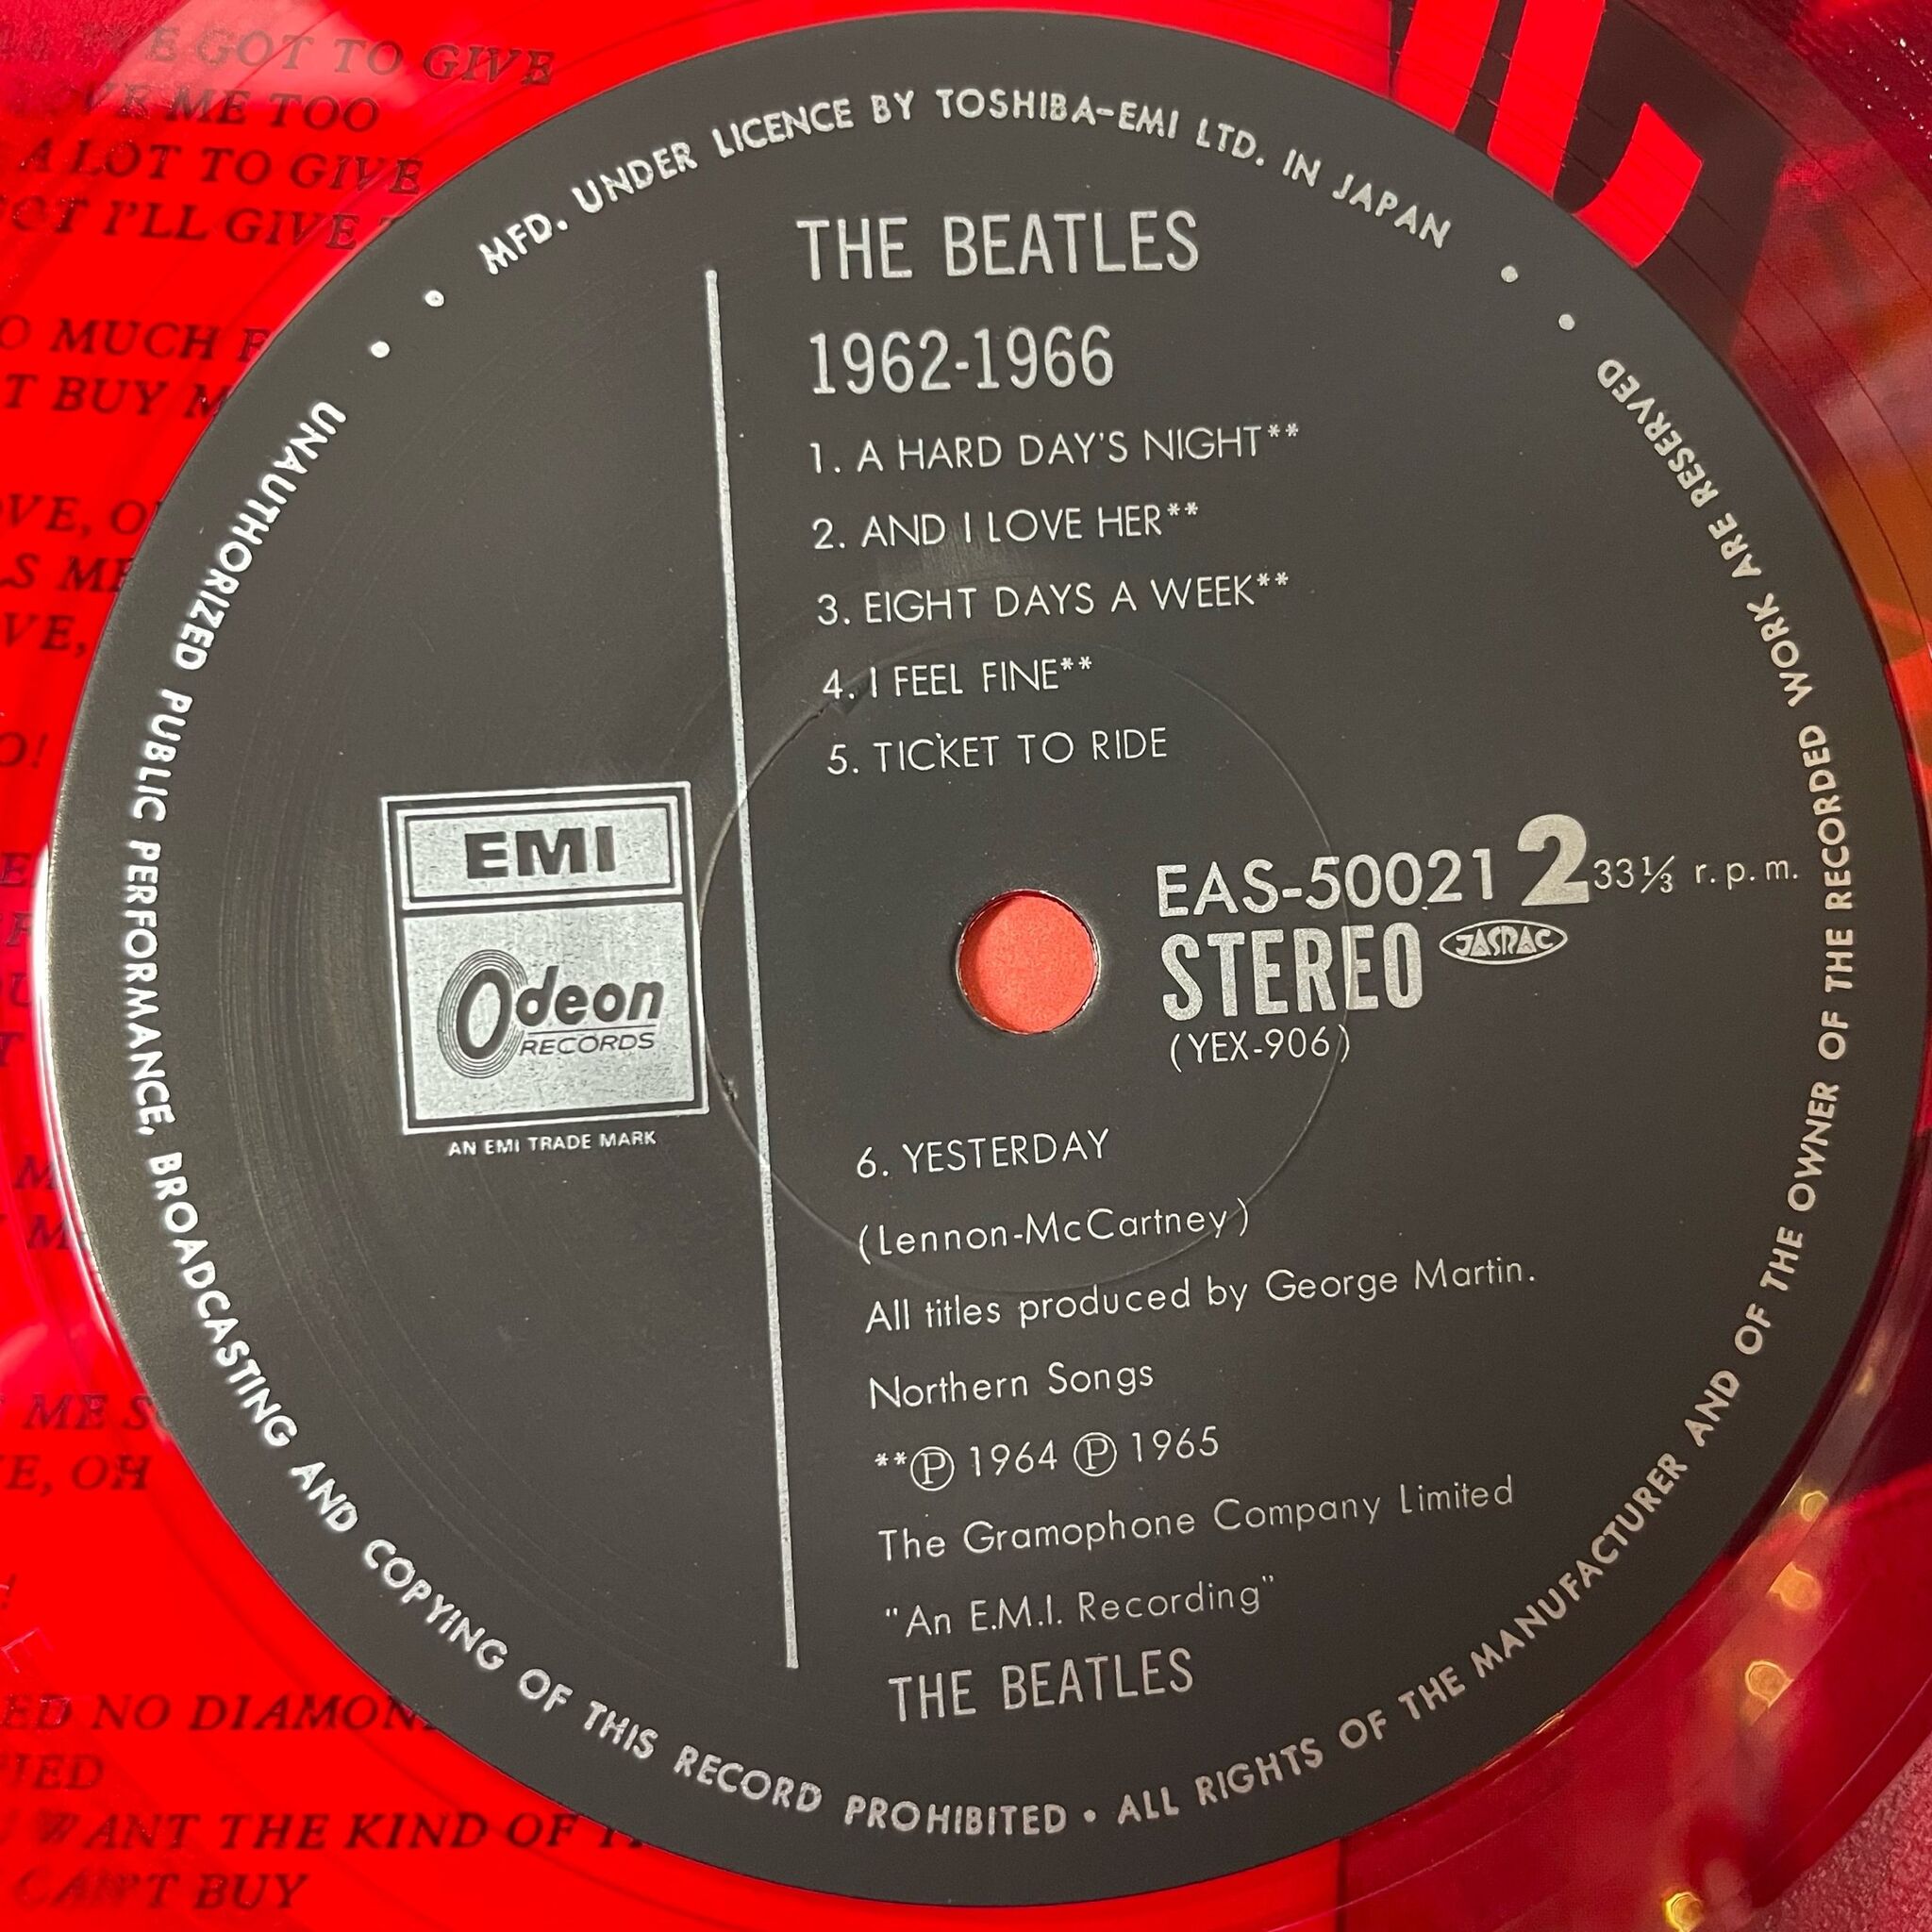 MFD. UNDER LICENCE BY TOSHIBA-EMI LTD. IN JAPAN
THE BEATLES
1962-1966
1. A HARD DAY'S NIGHT**
2. AND I LOVE HER**
3. EIGHT DAYS A WEEK**
4. I FEEL FINE**
5. TICKET TO RIDE
EMI
Odeon
RECORDS
AN EMI TRADE MARK
EAS-50021 2 33⅓ r.p.m.
STEREO JASRAC
(YEX-906)
6. YESTERDAY
(Lennon-McCartney)
All titles produced by George Martin.
Northern Songs
**Ⓟ 1964 Ⓟ 1965
The Gramophone Company Limited
"An E.M.I. Recording"
THE BEATLES
UNAUTHORIZED PUBLIC PERFORMANCE, BROADCASTING AND COPYING OF THIS RECORD PROHIBITED • ALL RIGHTS OF THE MANUFACTURER AND OF THE OWNER OF THE RECORDED WORK ARE RESERVED
GOT TO GIVE
ME TOO
A LOT TO GIVE
I'LL GIVE
MUCH
BUY
ME
OH
NO
WANT THE KIND OF
CAN'T BUY